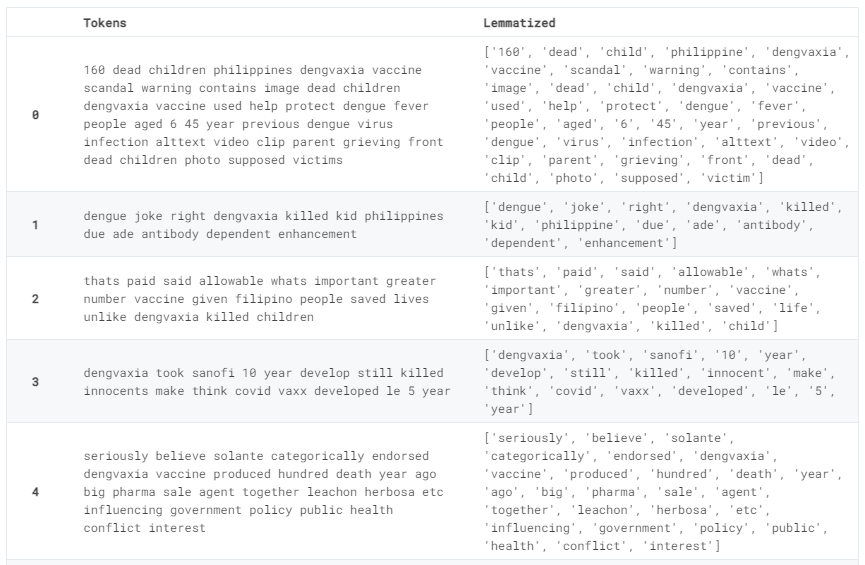 Tokens Lemmatized
0
160 dead children philippines dengvaxia vaccine
scandal warning contains image dead children
dengvaxia vaccine used help protect dengue fever
people aged 6 45 year previous dengue virus
infection alttext video clip parent grieving front
dead children photo supposed victims
['160', 'dead', 'child', 'philippine', 'dengvaxia',
'vaccine', 'scandal', 'warning', 'contains',
'image', 'dead', 'child', 'dengvaxia', 'vaccine',
'used', 'help', 'protect', 'dengue', 'fever',
'people', 'aged', '6', '45', 'year', 'previous',
'dengue', 'virus', 'infection', 'alttext', 'video',
'clip', 'parent', 'grieving', 'front', 'dead',
'child', 'photo', 'supposed', 'victim']
1
dengue joke right dengvaxia killed kid philippines
due ade antibody dependent enhancement
['dengue', 'joke', 'right', 'dengvaxia', 'killed',
'kid', 'philippine', 'due', 'ade', 'antibody',
'dependent', 'enhancement']
2
thats paid said allowable whats important greater
number vaccine given filipino people saved lives
unlike dengvaxia killed children
['thats', 'paid', 'said', 'allowable', 'whats',
'important', 'greater', 'number', 'vaccine',
'given', 'filipino', 'people', 'saved', 'life',
'unlike', 'dengvaxia', 'killed', 'child']
3
dengvaxia took sanofi 10 year develop still killed
innocents make think covid vaxx developed le 5 year
['dengvaxia', 'took', 'sanofi', '10', 'year',
'develop', 'still', 'killed', 'innocent', 'make',
'think', 'covid', 'vaxx', 'developed', 'le', '5',
'year']
4
seriously believe solante categorically endorsed
dengvaxia vaccine produced hundred death year ago
big pharma sale agent together leachon herbosa etc
influencing government policy public health
conflict interest
['seriously', 'believe', 'solante',
'categorically', 'endorsed', 'dengvaxia',
'vaccine', 'produced', 'hundred', 'death', 'year',
'ago', 'big', 'pharma', 'sale', 'agent',
'together', 'leachon', 'herbosa', 'etc',
'influencing', 'government', 'policy', 'public',
'health', 'conflict', 'interest']